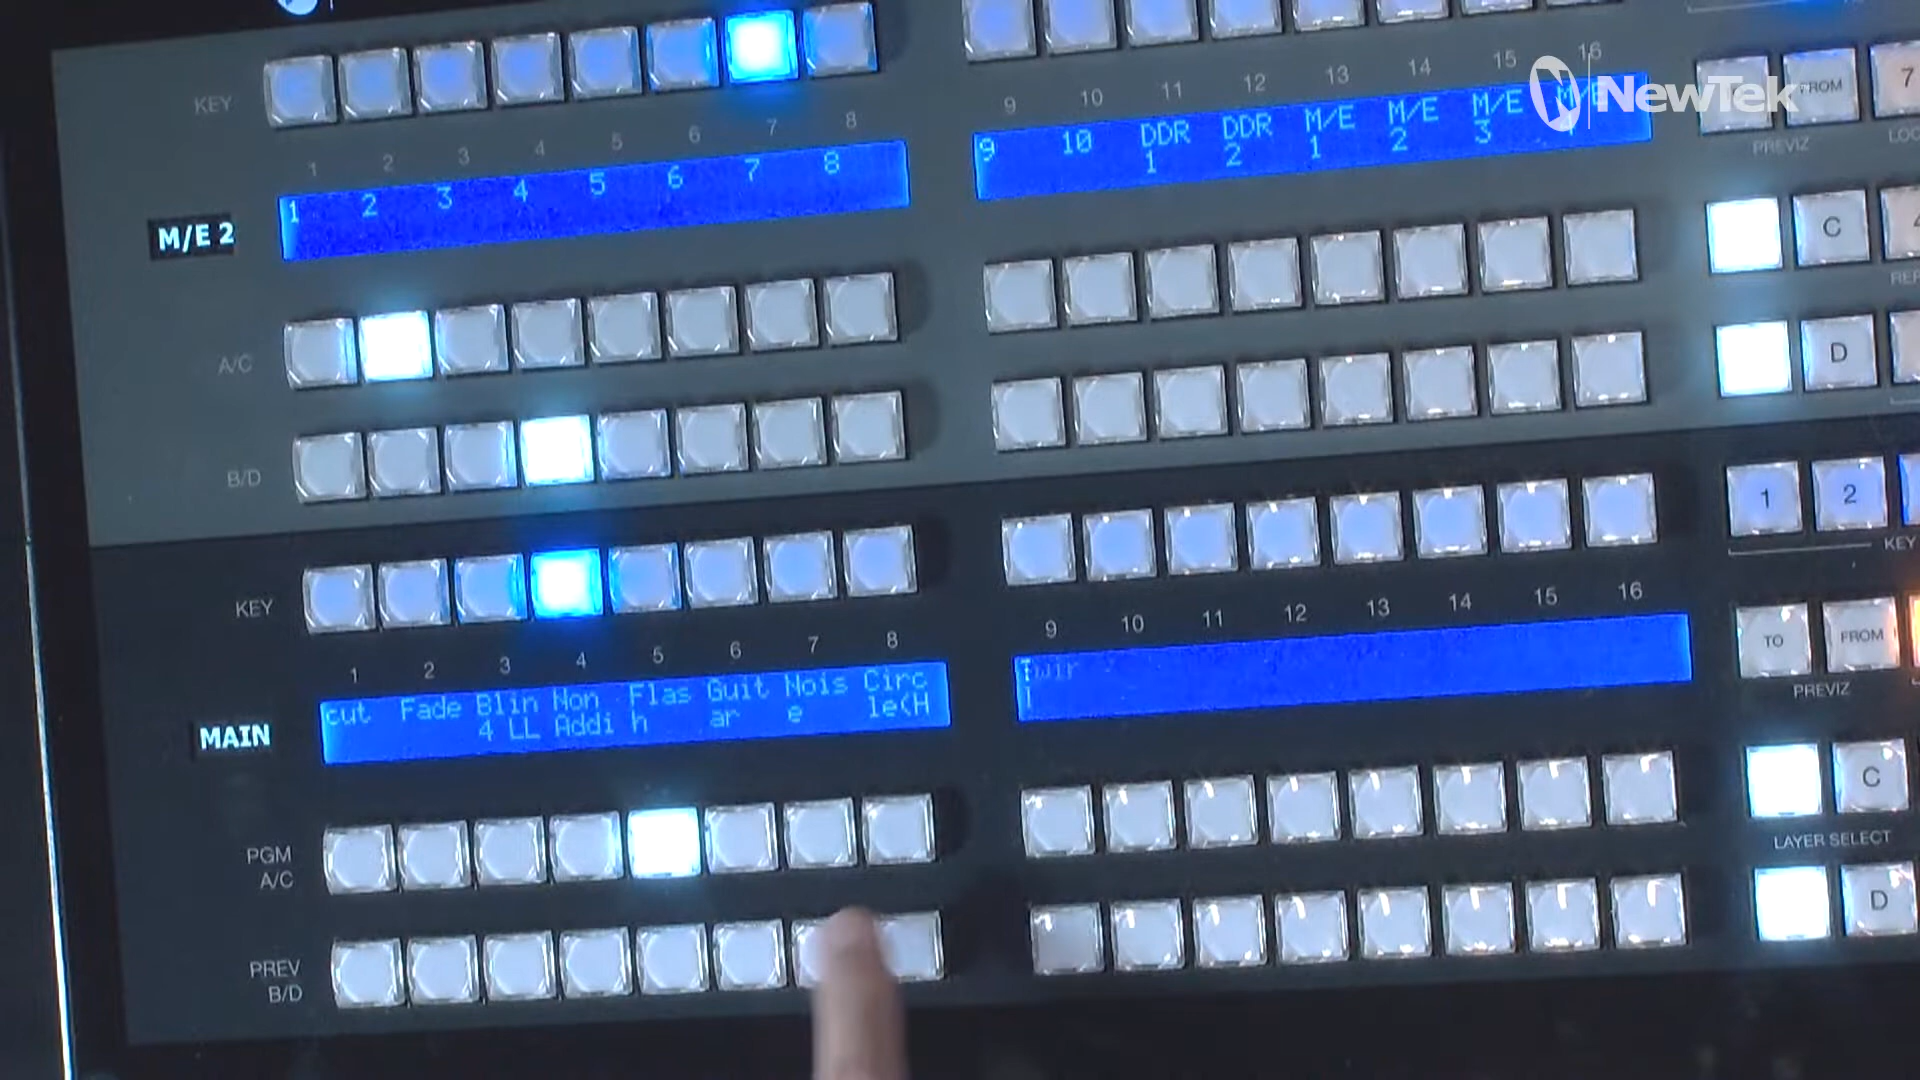 NewTek
KEY
1 2 3 4 5 6 7 8
9 10 11 12 13 14 15 16
1 2 3 4 5 6 7 8
9 10 DDR 1 DDR 2 M/E 1 M/E 2 M/E 3 M/E
FROM 7
PREVIZ
M/E 2
C
A/C
D
B/D
1 2
KEY
KEY
1 2 3 4 5 6 7 8
9 10 11 12 13 14 15 16
TO FROM
PREVIZ
cut Fade Blin Non Flas Guit Nois Circ
4 LL Addi h ar e le(H
MAIN
C
LAYER SELECT
PGM
A/C
D
PREV
B/D